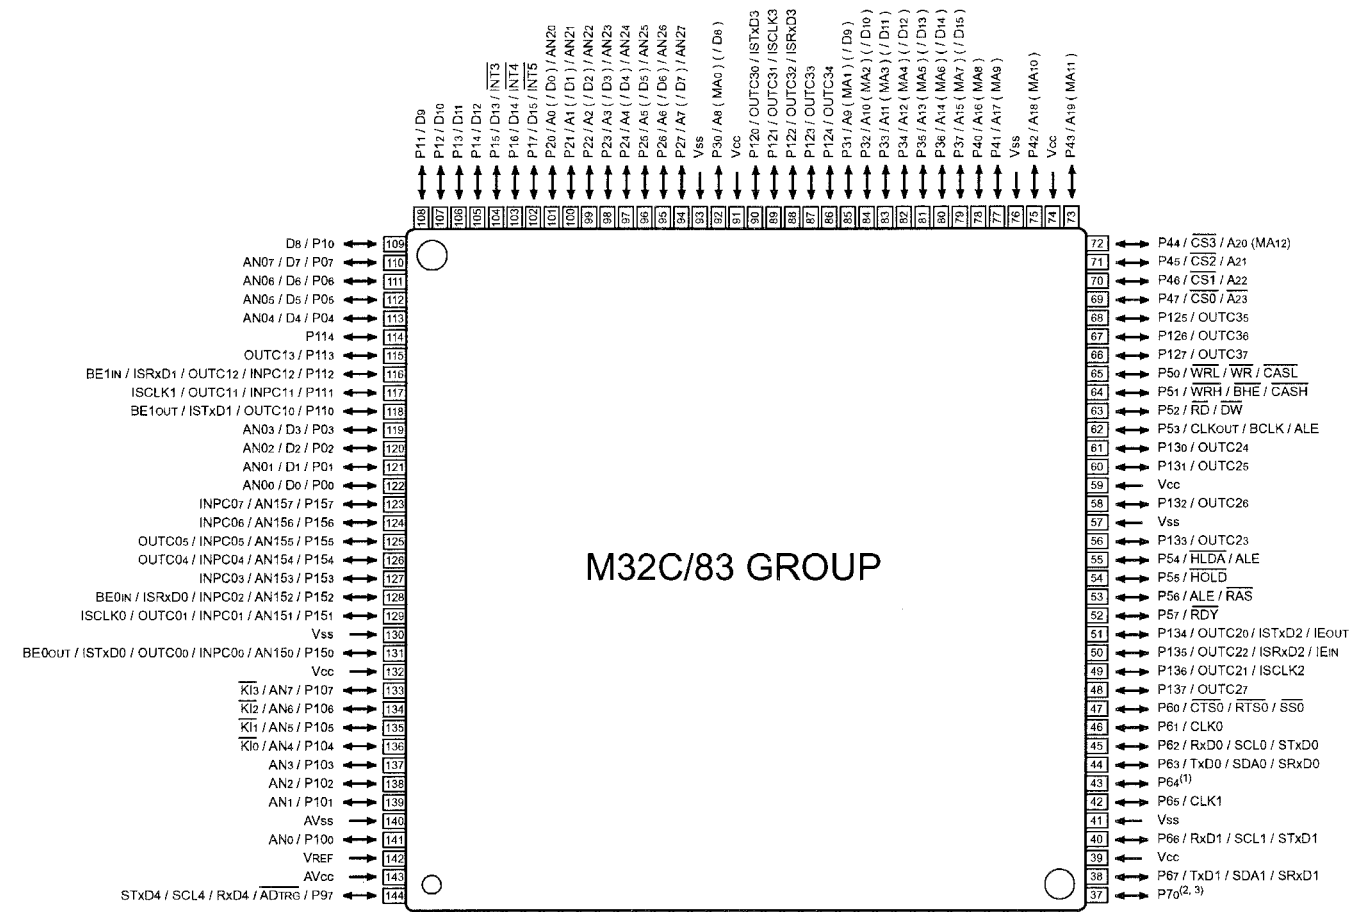 P11 / D9
P12 / D10
P13 / D11
P14 / D12
P15 / D13 / INT3
P16 / D14 / INT4
P17 / D15 / INT5
P20 / A0 ( / D0 ) / AN20
P21 / A1 ( / D1 ) / AN21
P22 / A2 ( / D2 ) / AN22
P23 / A3 ( / D3 ) / AN23
P24 / A4 ( / D4 ) / AN24
P25 / A5 ( / D5 ) / AN25
P26 / A6 ( / D6 ) / AN26
P27 / A7 ( / D7 ) / AN27
Vss
P30 / A8 ( MA0 ) ( / D8 )
Vcc
P120 / OUTC30 / ISTxD3
P121 / OUTC31 / ISCLK3
P122 / OUTC32 / ISRxD3
P123 / OUTC33
P124 / OUTC34
P31 / A9 ( MA1 ) ( / D9 )
P32 / A10 ( MA2 ) ( / D10 )
P33 / A11 ( MA3 ) ( / D11 )
P34 / A12 ( MA4 ) ( / D12 )
P35 / A13 ( MA5 ) ( / D13 )
P36 / A14 ( MA6 ) ( / D14 )
P37 / A15 ( MA7 ) ( / D15 )
P40 / A16 ( MA8 )
P41 / A17 ( MA9 )
Vss
P42 / A18 ( MA10 )
Vcc
P43 / A19 ( MA11 )
108 107 106 105 104 103 102 101 100 99 98 97 96 95 94 93 92 91 90 89 88 87 86 85 84 83 82 81 80 79 78 77 76 75 74 73
D8 / P10 109
AN07 / D7 / P07 110
AN06 / D6 / P06 111
AN05 / D5 / P05 112
AN04 / D4 / P04 113
P114 114
OUTC13 / P113 115
BE1IN / ISRxD1 / OUTC12 / INPC12 / P112 116
ISCLK1 / OUTC11 / INPC11 / P111 117
BE1OUT / ISTxD1 / OUTC10 / P110 118
AN03 / D3 / P03 119
AN02 / D2 / P02 120
AN01 / D1 / P01 121
AN00 / D0 / P00 122
INPC07 / AN157 / P157 123
INPC06 / AN156 / P156 124
OUTC05 / INPC05 / AN155 / P155 125
OUTC04 / INPC04 / AN154 / P154 126
INPC03 / AN153 / P153 127
BE0IN / ISRxD0 / INPC02 / AN152 / P152 128
ISCLK0 / OUTC01 / INPC01 / AN151 / P151 129
Vss 130
BE0OUT / ISTxD0 / OUTC00 / INPC00 / AN150 / P150 131
Vcc 132
KI3 / AN7 / P107 133
KI2 / AN6 / P106 134
KI1 / AN5 / P105 135
KI0 / AN4 / P104 136
AN3 / P103 137
AN2 / P102 138
AN1 / P101 139
AVss 140
AN0 / P100 141
VREF 142
AVcc 143
STxD4 / SCL4 / RxD4 / ADTRG / P97 144
M32C/83 GROUP
72 P44 / CS3 / A20 (MA12)
71 P45 / CS2 / A21
70 P46 / CS1 / A22
69 P47 / CS0 / A23
68 P125 / OUTC35
67 P126 / OUTC36
66 P127 / OUTC37
65 P50 / WRL / WR / CASL
64 P51 / WRH / BHE / CASH
63 P52 / RD / DW
62 P53 / CLKOUT / BCLK / ALE
61 P130 / OUTC24
60 P131 / OUTC25
59 Vcc
58 P132 / OUTC26
57 Vss
56 P133 / OUTC23
55 P54 / HLDA / ALE
54 P55 / HOLD
53 P56 / ALE / RAS
52 P57 / RDY
51 P134 / OUTC20 / ISTxD2 / IEOUT
50 P135 / OUTC22 / ISRxD2 / IEIN
49 P136 / OUTC21 / ISCLK2
48 P137 / OUTC27
47 P60 / CTS0 / RTS0 / SS0
46 P61 / CLK0
45 P62 / RxD0 / SCL0 / STxD0
44 P63 / TxD0 / SDA0 / SRxD0
43 P64(1)
42 P65 / CLK1
41 Vss
40 P66 / RxD1 / SCL1 / STxD1
39 Vcc
38 P67 / TxD1 / SDA1 / SRxD1
37 P70(2, 3)